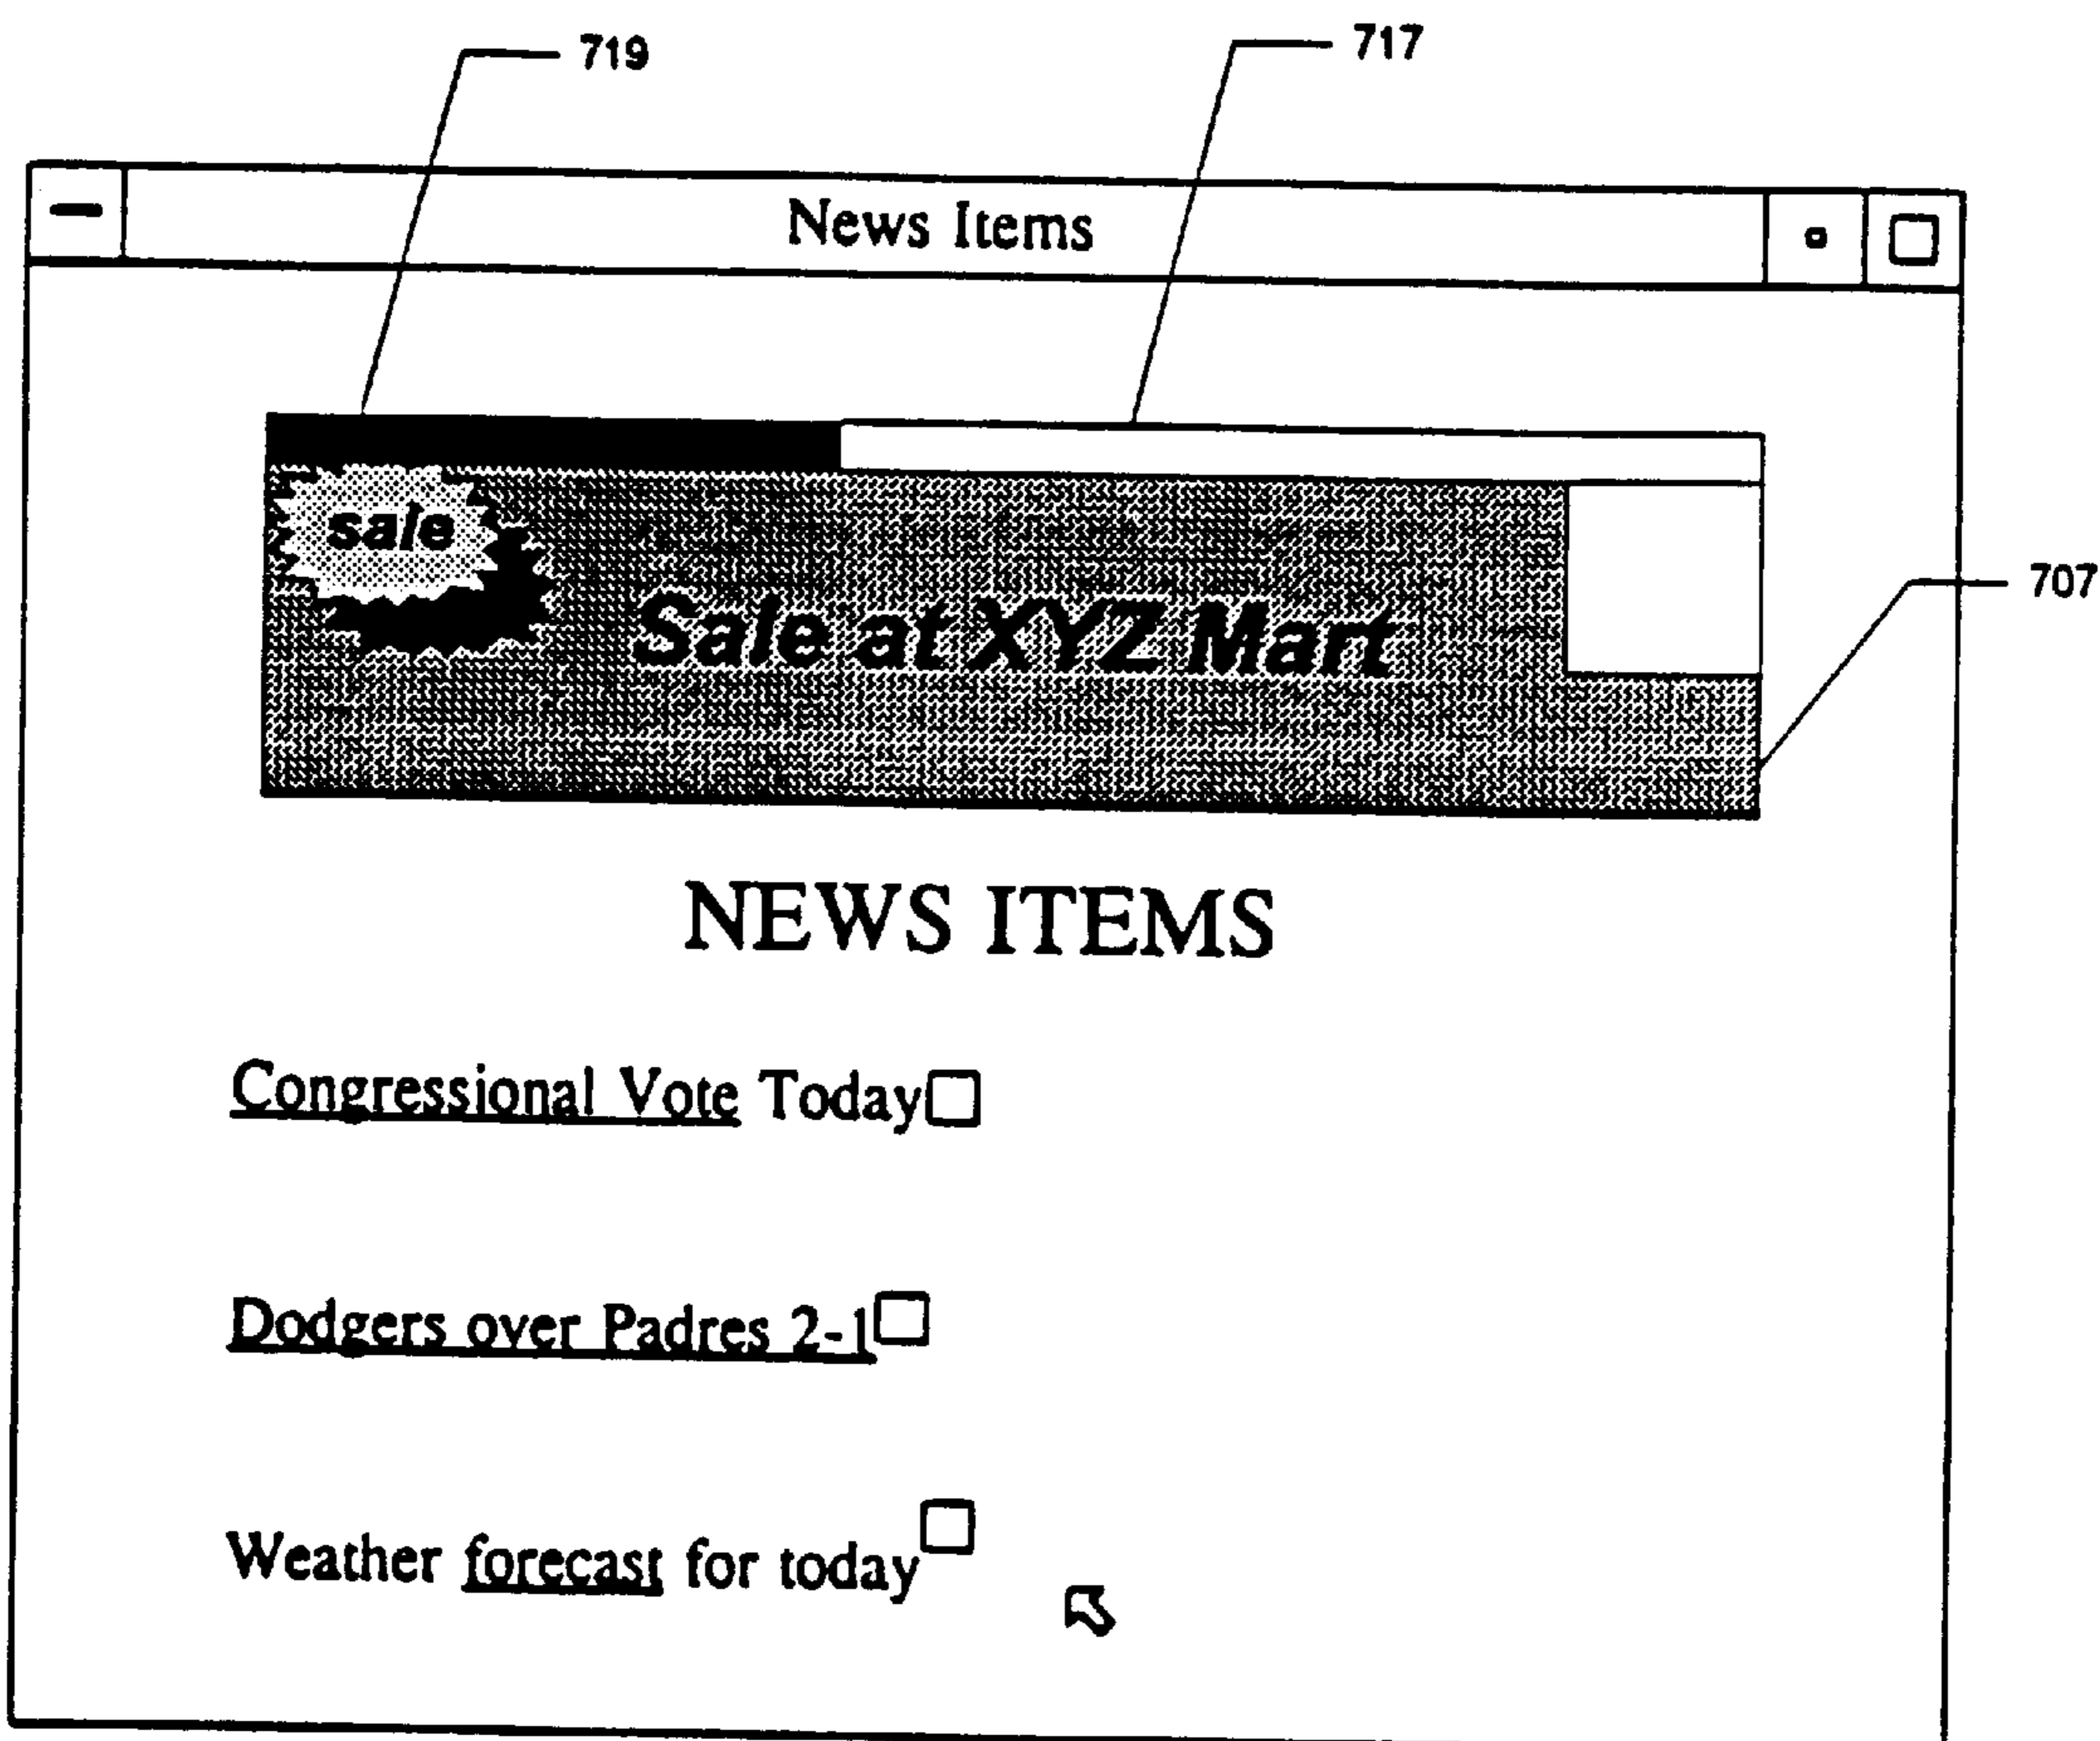 719
717
News Items
sale
Sale at XYZ Mart
707
NEWS ITEMS
Congressional Vote Today
Dodgers over Padres 2-1
Weather forecast for today